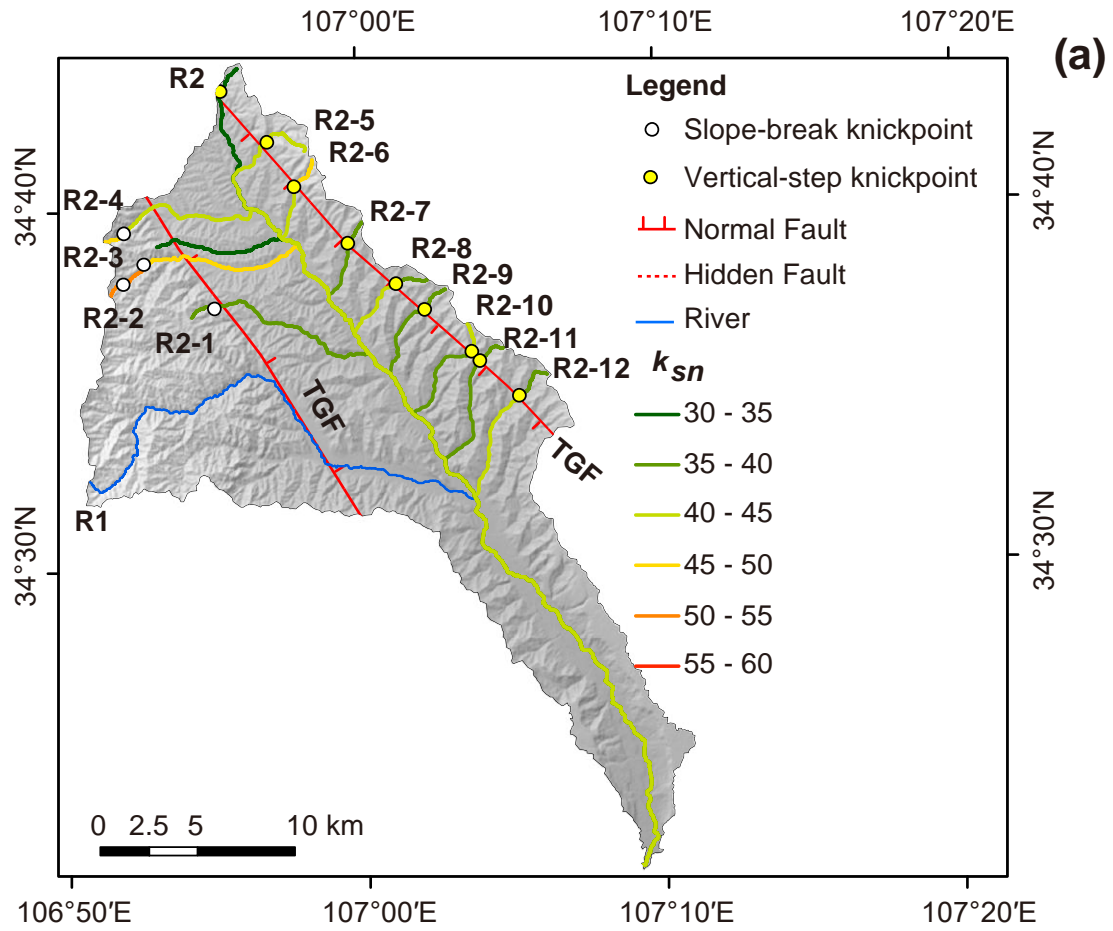 107°00′E
107°10′E
107°20′E
(a)
R2
R2-5
R2-6
R2-4
R2-7
R2-3
R2-8
R2-9
R2-2
R2-10
R2-1
R2-11
R2-12
TGF
TGF
R1
Legend
Slope-break knickpoint
Vertical-step knickpoint
Normal Fault
Hidden Fault
River
ksn
30 - 35
35 - 40
40 - 45
45 - 50
50 - 55
55 - 60
34°40′N
34°30′N
34°40′N
34°30′N
0 2.5 5 10 km
106°50′E
107°00′E
107°10′E
107°20′E